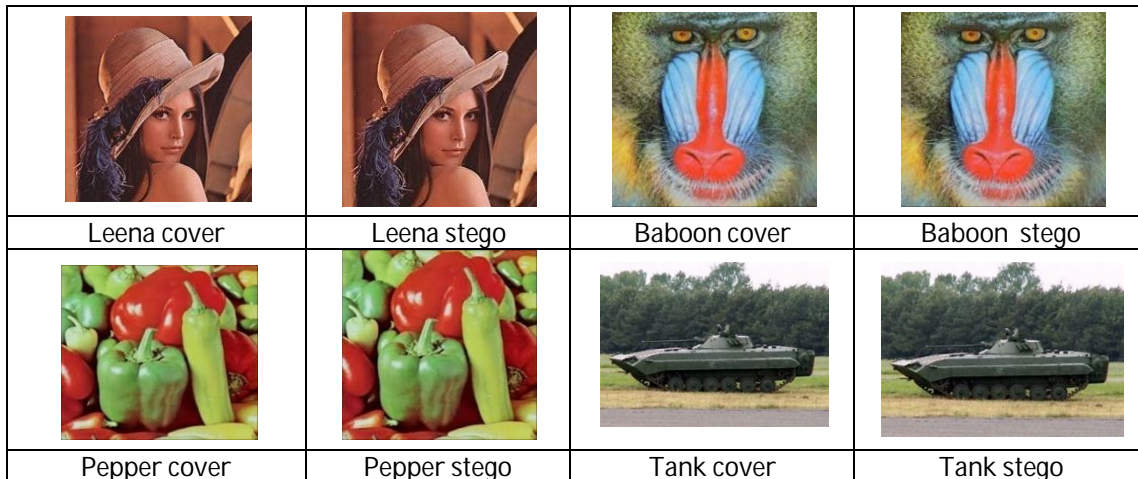 Leena cover
Leena stego
Baboon cover
Baboon stego
Pepper cover
Pepper stego
Tank cover
Tank stego